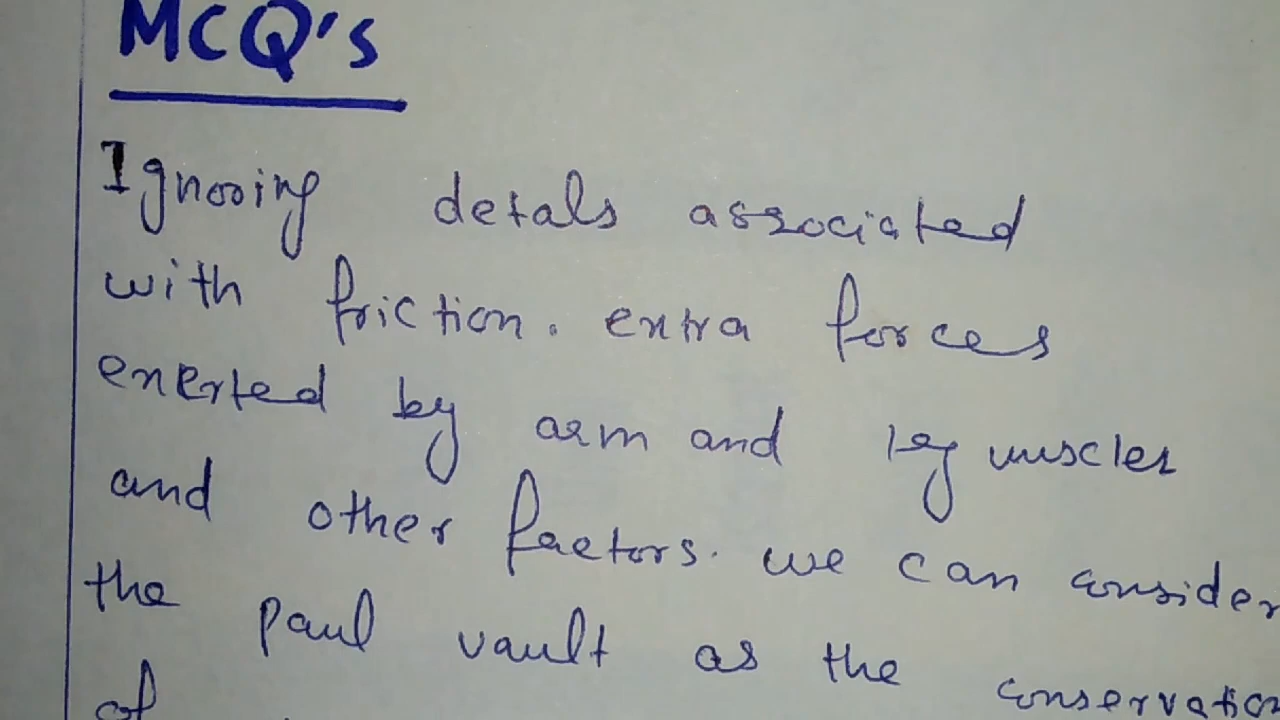 MCQ's
Ignoring detals associated
with friction. extra forces
exerted by arm and leg muscles
and other factors. we can consider
the paul vault as the conservation
of